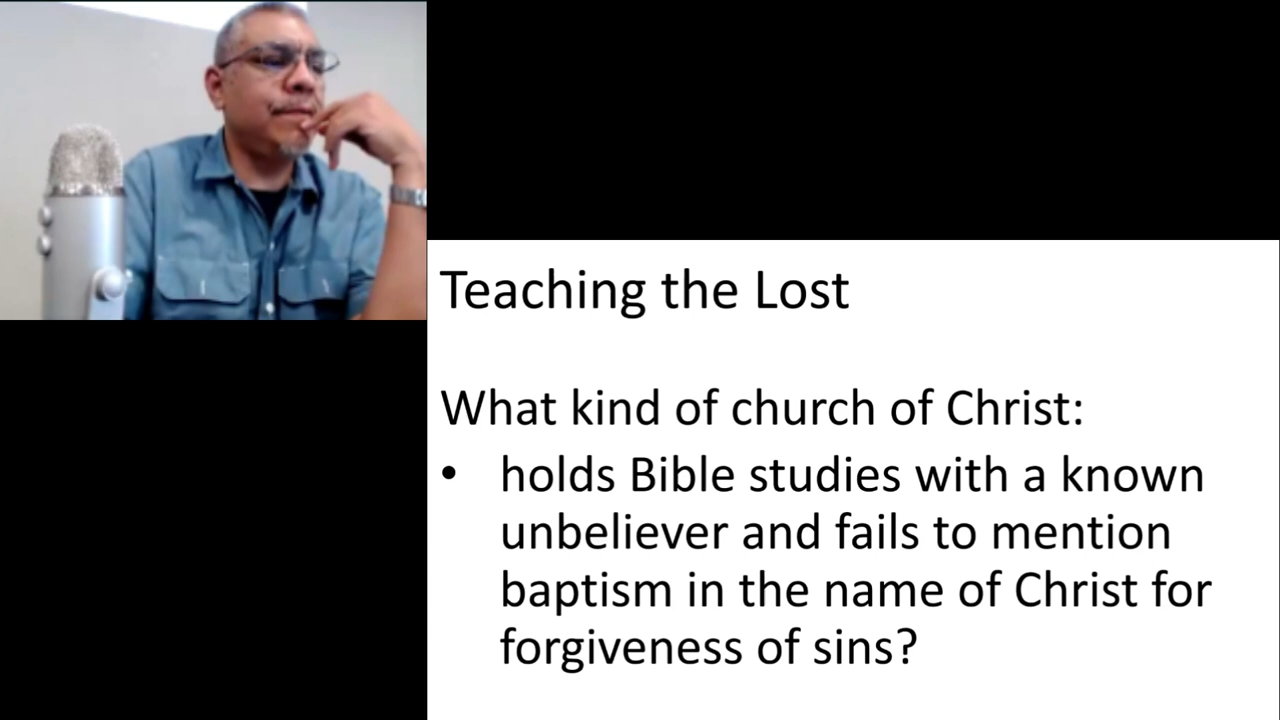 Teaching the Lost
What kind of church of Christ:
• holds Bible studies with a known
unbeliever and fails to mention
baptism in the name of Christ for
forgiveness of sins?